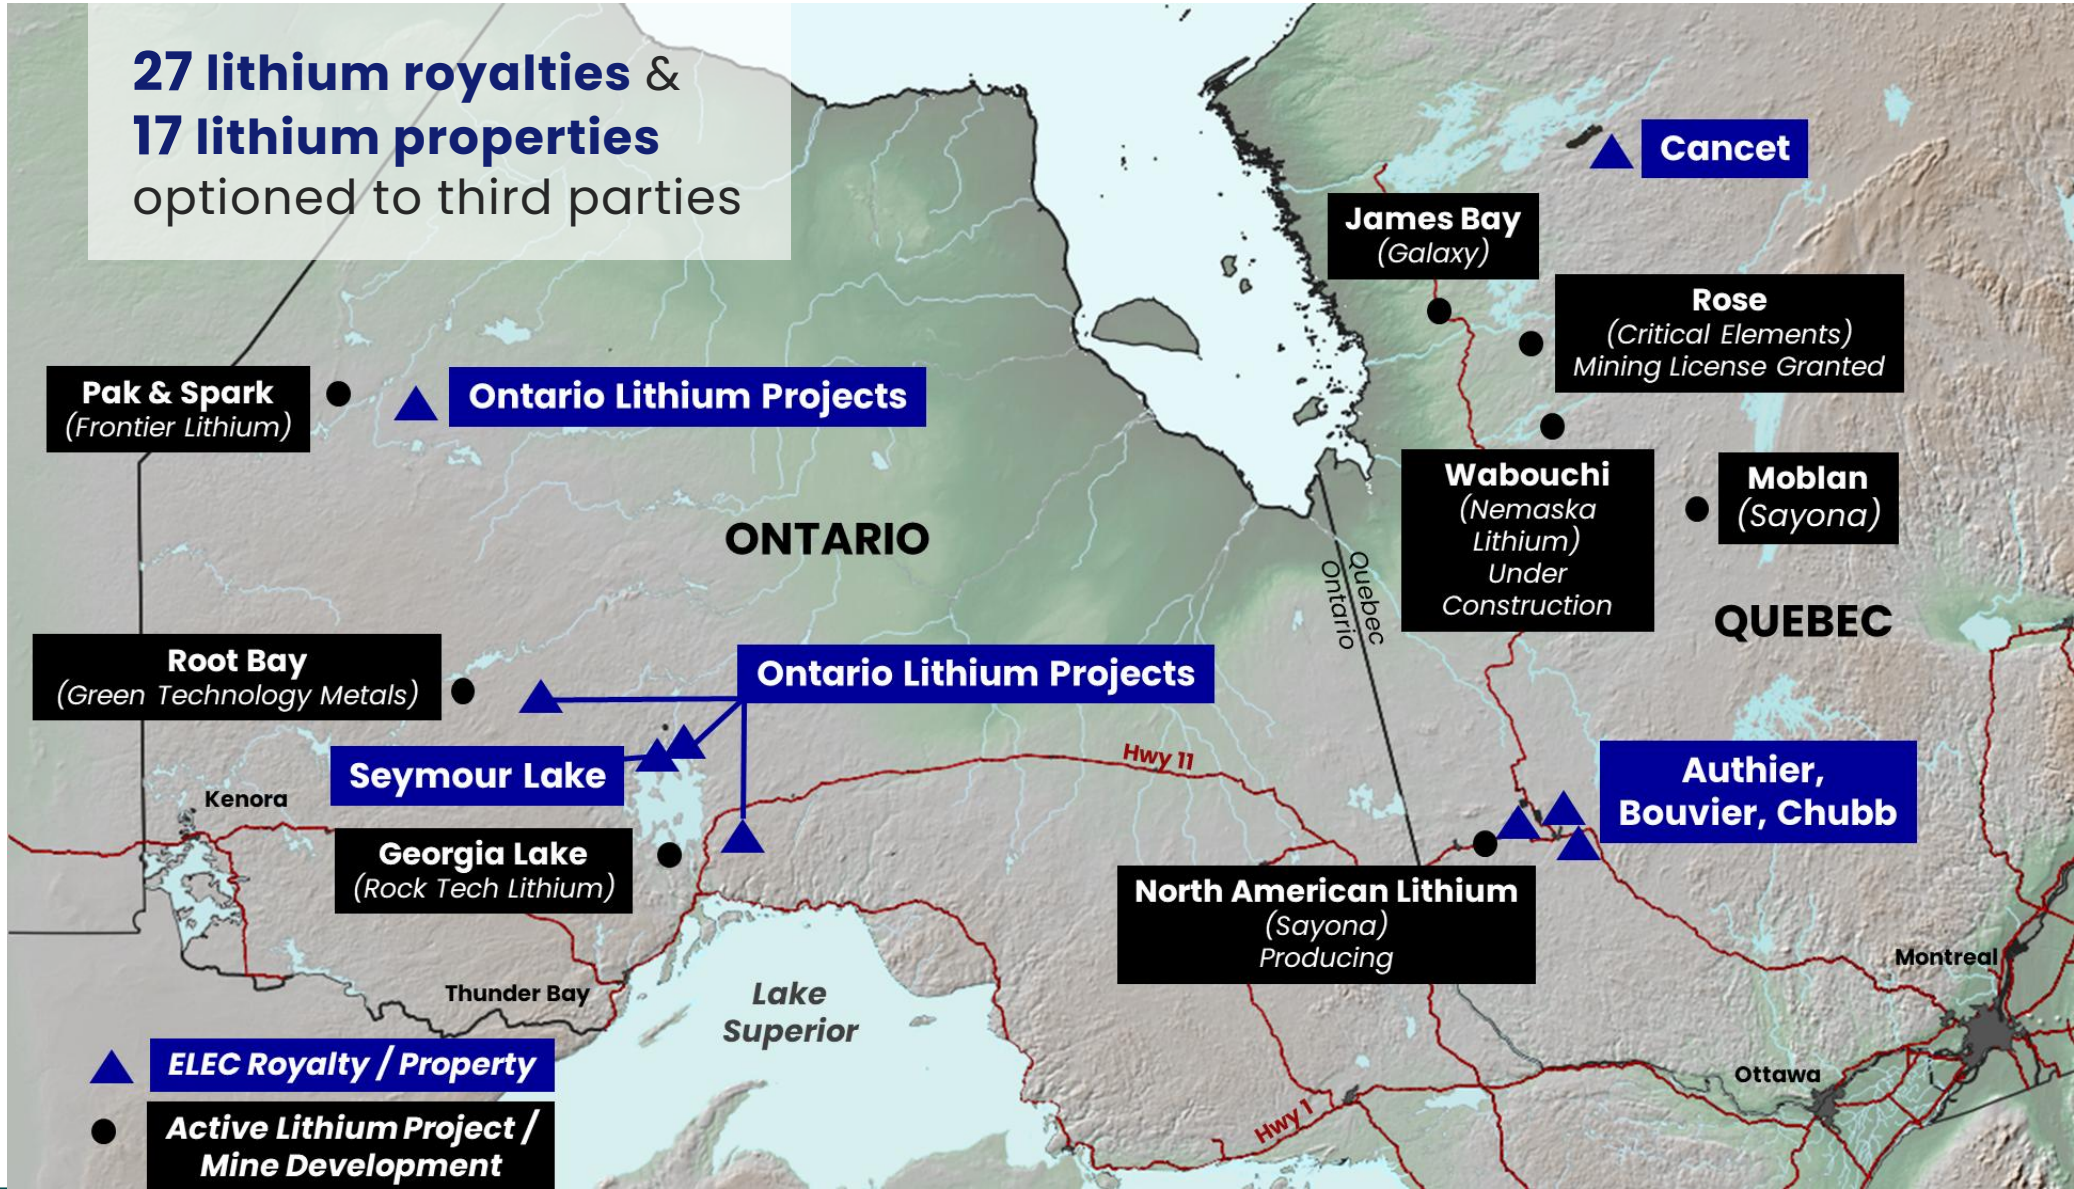 27 lithium royalties &
17 lithium properties
optioned to third parties
Cancet
James Bay
(Galaxy)
Rose
(Critical Elements)
Mining License Granted
Pak & Spark
(Frontier Lithium)
Ontario Lithium Projects
Wabouchi
(Nemaska
Lithium)
Under
Construction
Moblan
(Sayona)
ONTARIO
Quebec
Ontario
QUEBEC
Root Bay
(Green Technology Metals)
Ontario Lithium Projects
Seymour Lake
Hwy 11
Authier,
Bouvier, Chubb
Kenora
Georgia Lake
(Rock Tech Lithium)
North American Lithium
(Sayona)
Producing
Montreal
Thunder Bay
Lake
Superior
Ottawa
Hwy 1
ELEC Royalty / Property
Active Lithium Project /
Mine Development